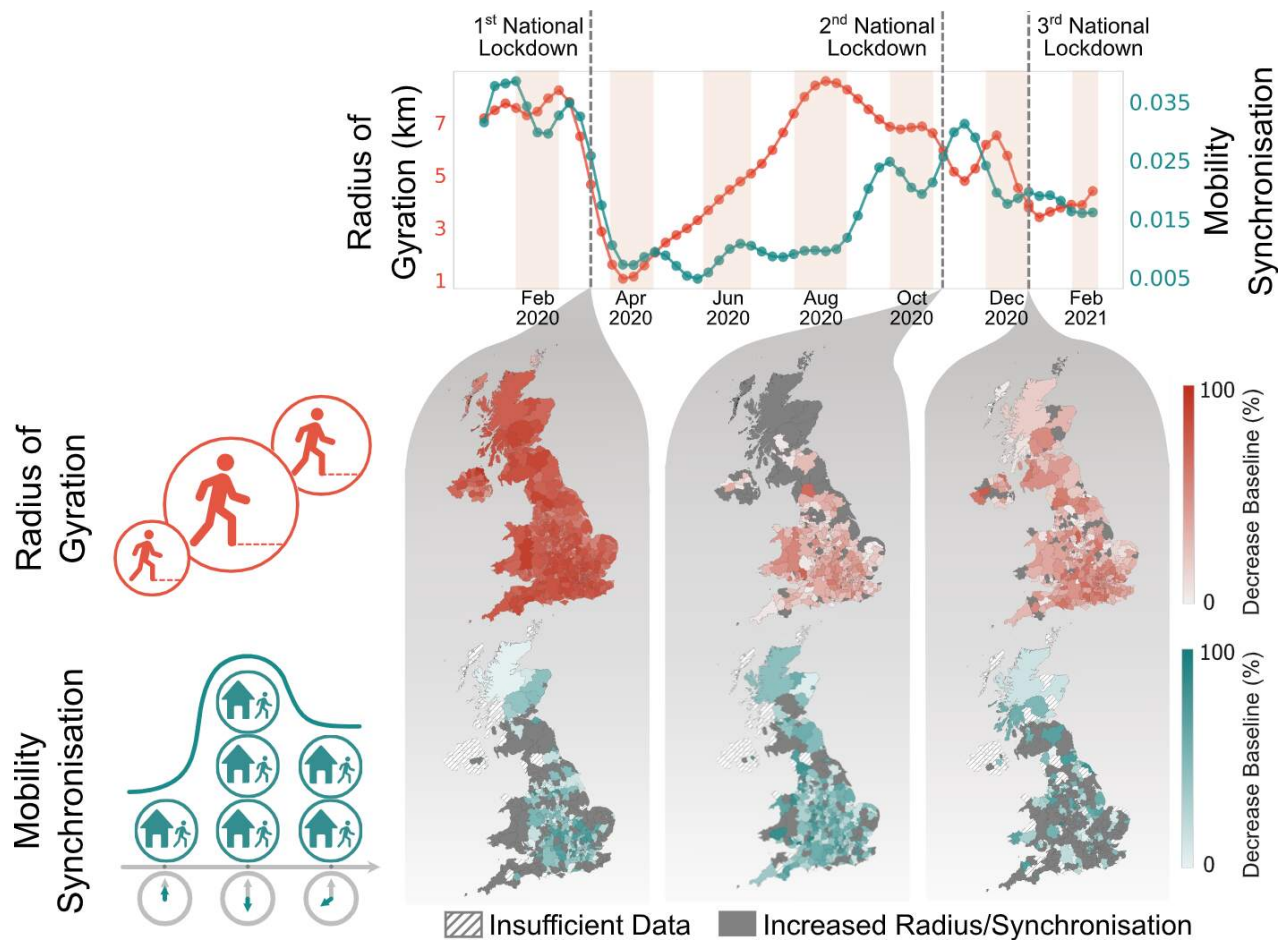 1st National
Lockdown
2nd National
Lockdown
3rd National
Lockdown
Radius of
Gyration (km)
7
5
3
1
0.035
0.025
0.015
0.005
Mobility
Synchronisation
Feb
2020
Apr
2020
Jun
2020
Aug
2020
Oct
2020
Dec
2020
Feb
2021
Radius of
Gyration
100
0
Decrease Baseline (%)
Mobility
Synchronisation
100
0
Decrease Baseline (%)
Insufficient Data
Increased Radius/Synchronisation